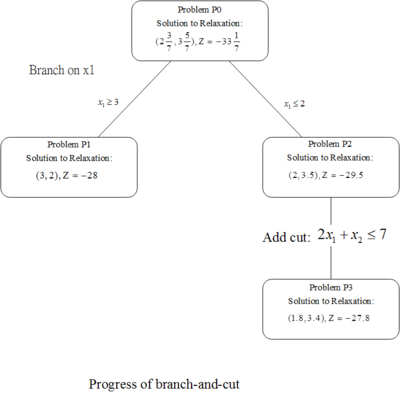 Problem P0
Solution to Relaxation:
(2 3/7, 3 5/7), Z = −33 1/7
Branch on x1
x₁ ≥ 3
x₁ ≤ 2
Problem P1
Solution to Relaxation:
(3, 2), Z = −28
Problem P2
Solution to Relaxation:
(2, 3.5), Z = −29.5
Add cut: 2x₁ + x₂ ≤ 7
Problem P3
Solution to Relaxation:
(1.8, 3.4), Z = −27.8
Progress of branch-and-cut